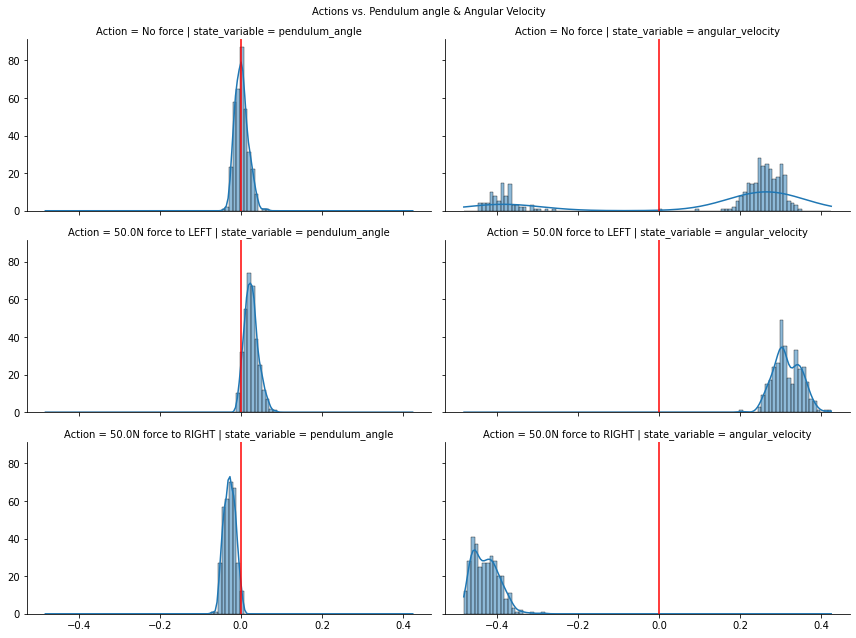 Actions vs. Pendulum angle & Angular Velocity
Action = No force | state_variable = pendulum_angle
Action = No force | state_variable = angular_velocity
80
60
40
20
0
−0.4 −0.2 0.0 0.2 0.4
Action = 50.0N force to LEFT | state_variable = pendulum_angle
Action = 50.0N force to LEFT | state_variable = angular_velocity
80
60
40
20
0
Action = 50.0N force to RIGHT | state_variable = pendulum_angle
Action = 50.0N force to RIGHT | state_variable = angular_velocity
80
60
40
20
0
−0.4 −0.2 0.0 0.2 0.4